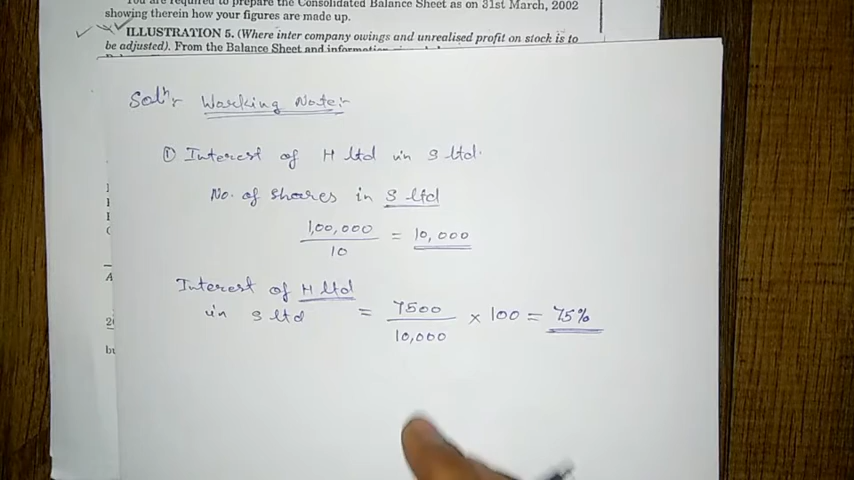 You are required to prepare the Consolidated Balance Sheet as on 31st March, 2002
showing therein how your figures are made up.
ILLUSTRATION 5. (Where inter company owings and unrealised profit on stock is to
be adjusted). From the Balance Sheet and information
Solⁿ:- Working Note:-
① Interest of H ltd in S ltd.
No. of shares in S ltd
1,00,000 / 10 = 10,000
Interest of H ltd
in S ltd = 7500 / 10,000 × 100 = 75%